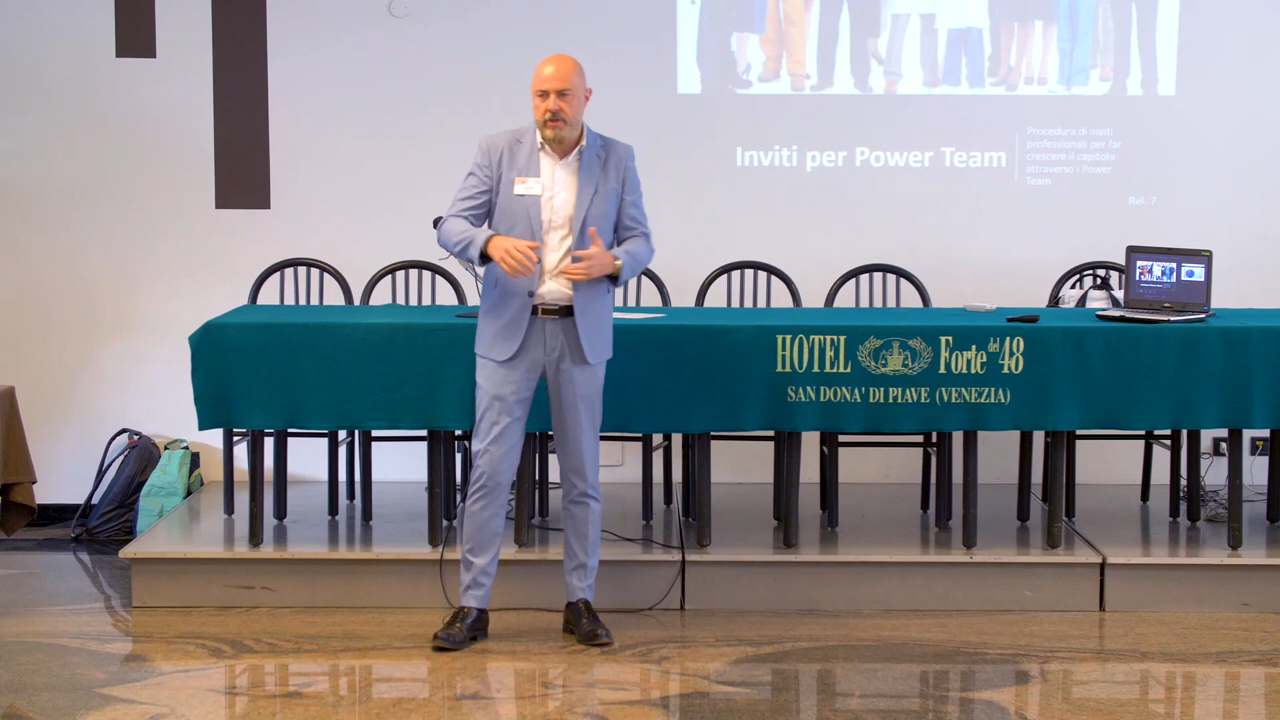 Inviti per Power Team
Procedura di inviti
professionali per far
crescere il capitolo
attraverso i Power
Team
Rel. 7
HOTEL Forte del 48
SAN DONA' DI PIAVE (VENEZIA)